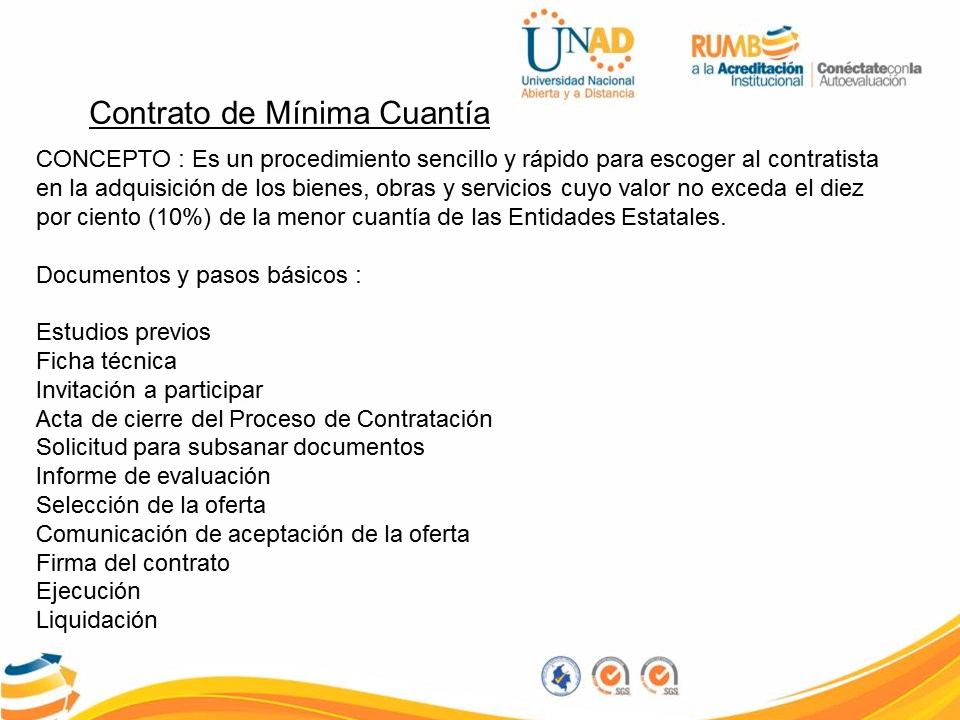 UNAD
Universidad Nacional
Abierta y a Distancia
RUMBO
a la Acreditación
Institucional
Conéctate con la
Autoevaluación
Contrato de Mínima Cuantía
CONCEPTO : Es un procedimiento sencillo y rápido para escoger al contratista
en la adquisición de los bienes, obras y servicios cuyo valor no exceda el diez
por ciento (10%) de la menor cuantía de las Entidades Estatales.
Documentos y pasos básicos :
Estudios previos
Ficha técnica
Invitación a participar
Acta de cierre del Proceso de Contratación
Solicitud para subsanar documentos
Informe de evaluación
Selección de la oferta
Comunicación de aceptación de la oferta
Firma del contrato
Ejecución
Liquidación
SGS
SGS